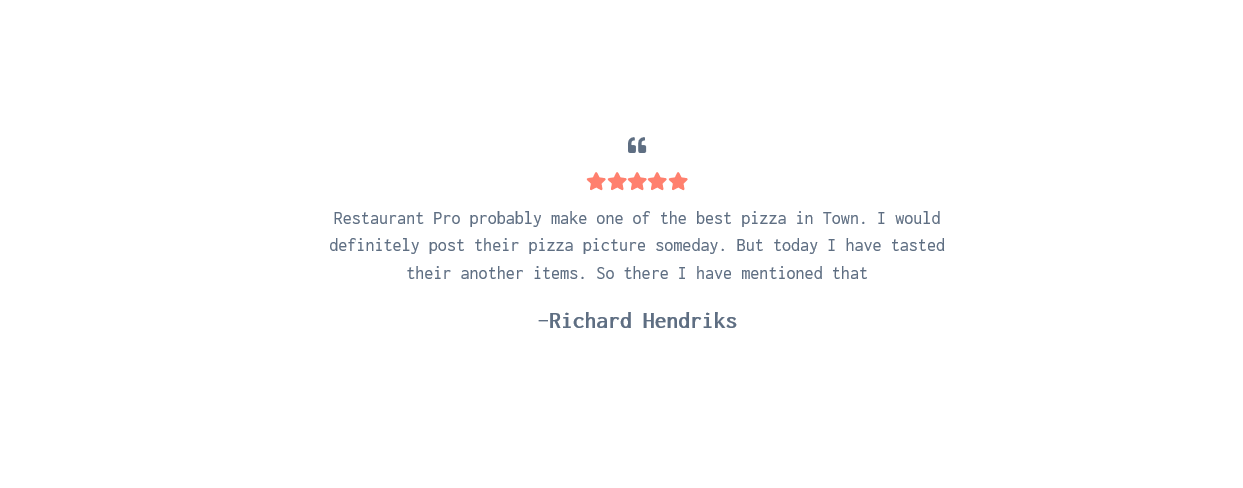 ❝
Restaurant Pro probably make one of the best pizza in Town. I would
definitely post their pizza picture someday. But today I have tasted
their another items. So there I have mentioned that
-Richard Hendriks